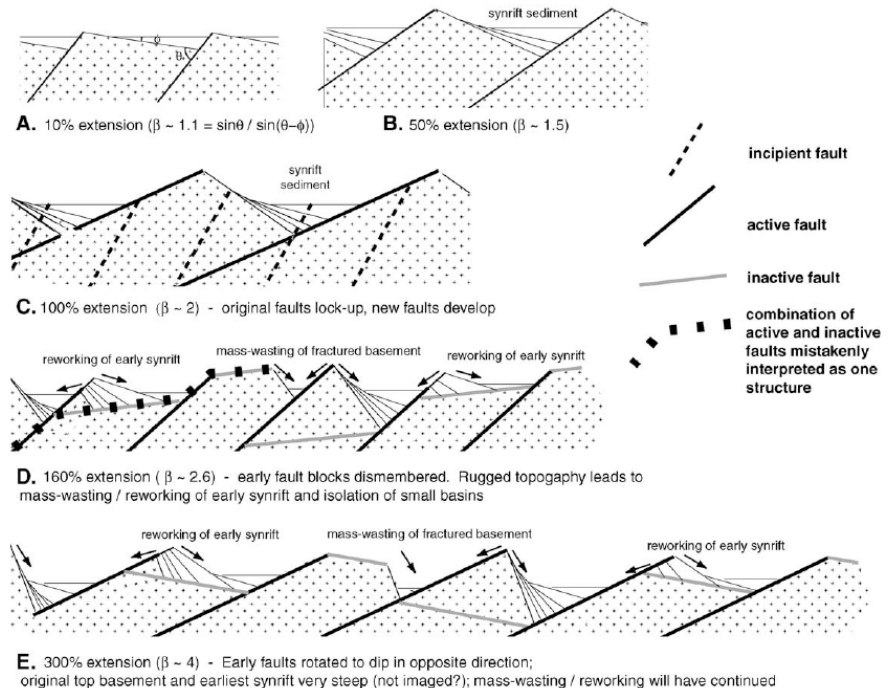 synrift sediment
ϕ
θ
A. 10% extension (β ~ 1.1 = sinθ / sin(θ-ϕ))
B. 50% extension (β ~ 1.5)
synrift
sediment
C. 100% extension (β ~ 2) - original faults lock-up, new faults develop
incipient fault
active fault
inactive fault
combination of
active and inactive
faults mistakenly
interpreted as one
structure
reworking of early synrift
mass-wasting of fractured basement
reworking of early synrift
D. 160% extension ( β ~ 2.6) - early fault blocks dismembered. Rugged topogaphy leads to
mass-wasting / reworking of early synrift and isolation of small basins
reworking of early synrift
mass-wasting of fractured basement
reworking of early synrift
E. 300% extension (β ~ 4) - Early faults rotated to dip in opposite direction;
original top basement and earliest synrift very steep (not imaged?); mass-wasting / reworking will have continued